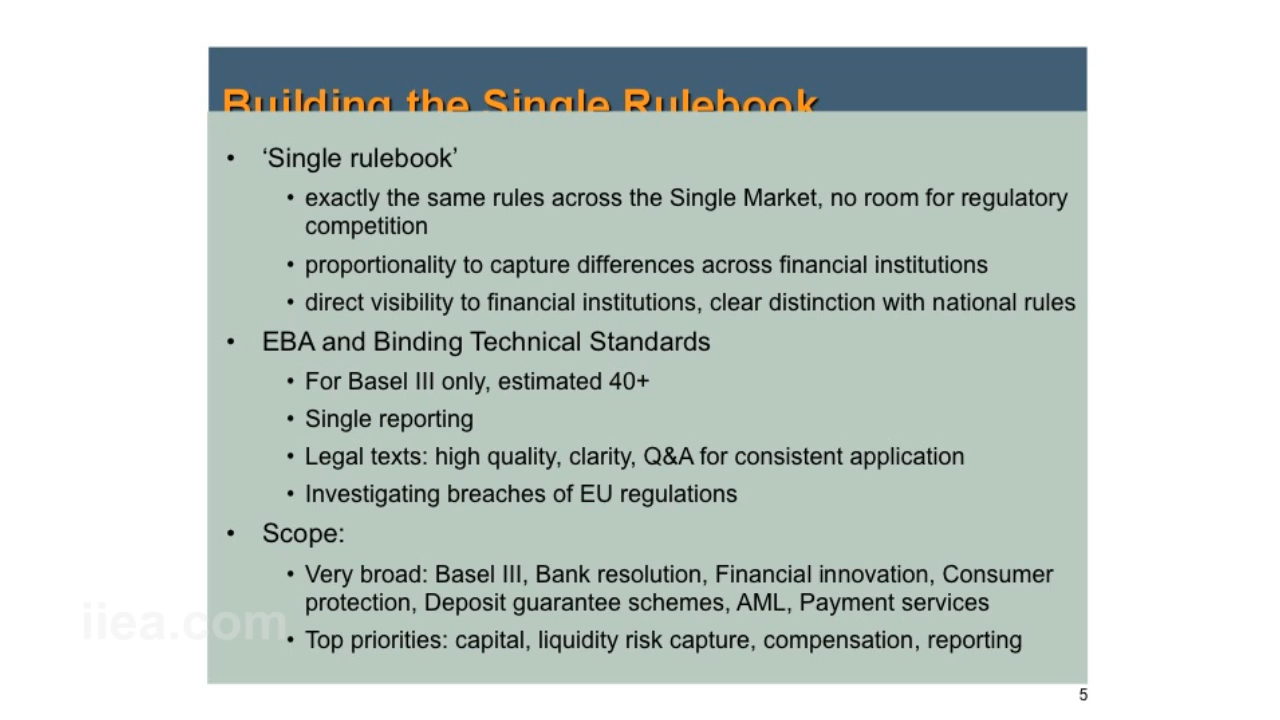 Building the Single Rulebook
• ‘Single rulebook’
• exactly the same rules across the Single Market, no room for regulatory
competition
• proportionality to capture differences across financial institutions
• direct visibility to financial institutions, clear distinction with national rules
• EBA and Binding Technical Standards
• For Basel III only, estimated 40+
• Single reporting
• Legal texts: high quality, clarity, Q&A for consistent application
• Investigating breaches of EU regulations
• Scope:
• Very broad: Basel III, Bank resolution, Financial innovation, Consumer
protection, Deposit guarantee schemes, AML, Payment services
• Top priorities: capital, liquidity risk capture, compensation, reporting
iiea.com
5